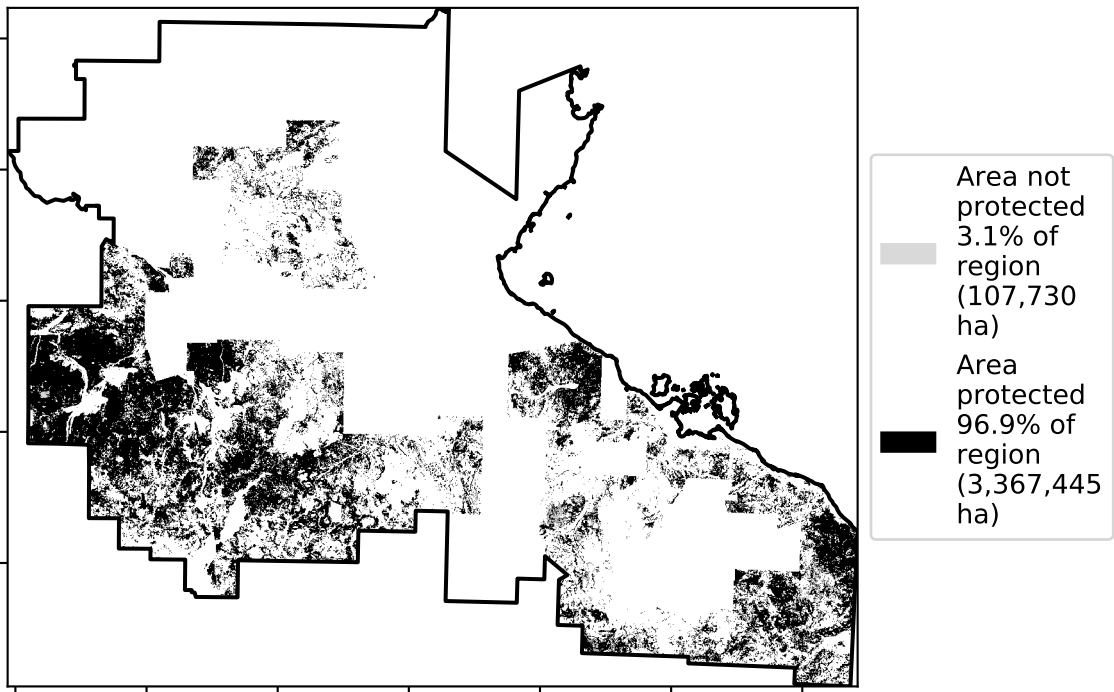 Area not
protected
3.1% of
region
(107,730
ha)
Area
protected
96.9% of
region
(3,367,445
ha)